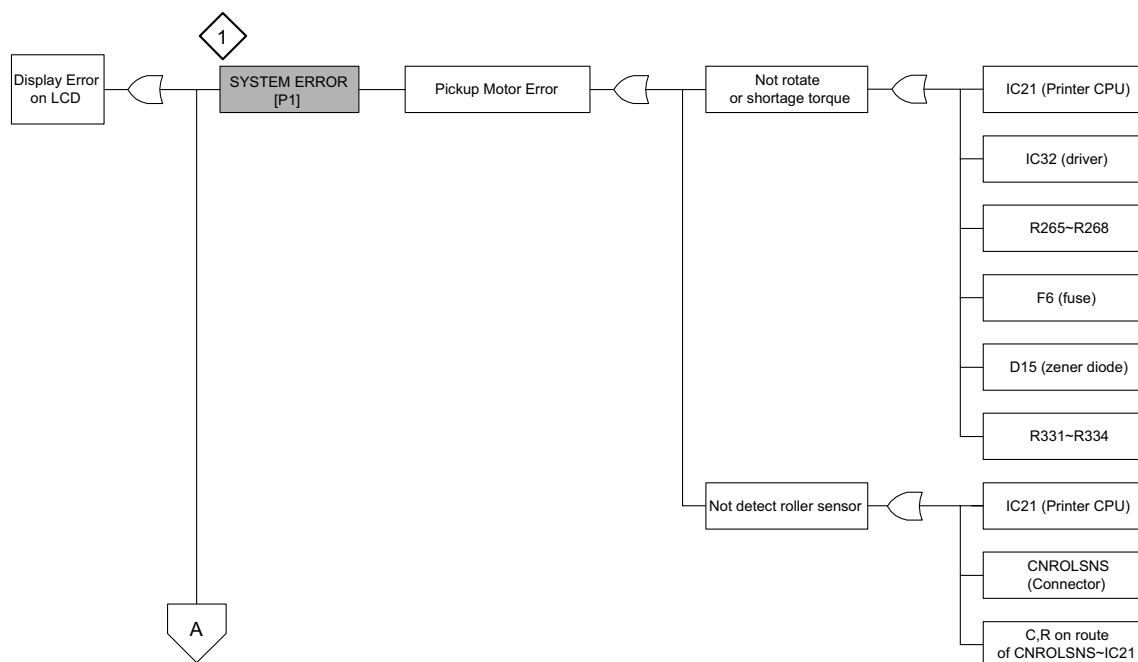 1
Display Error
on LCD
SYSTEM ERROR
[P1]
Pickup Motor Error
Not rotate
or shortage torque
IC21 (Printer CPU)
IC32 (driver)
R265~R268
F6 (fuse)
D15 (zener diode)
R331~R334
Not detect roller sensor
IC21 (Printer CPU)
CNROLSNS
(Connector)
C,R on route
of CNROLSNS~IC21
A